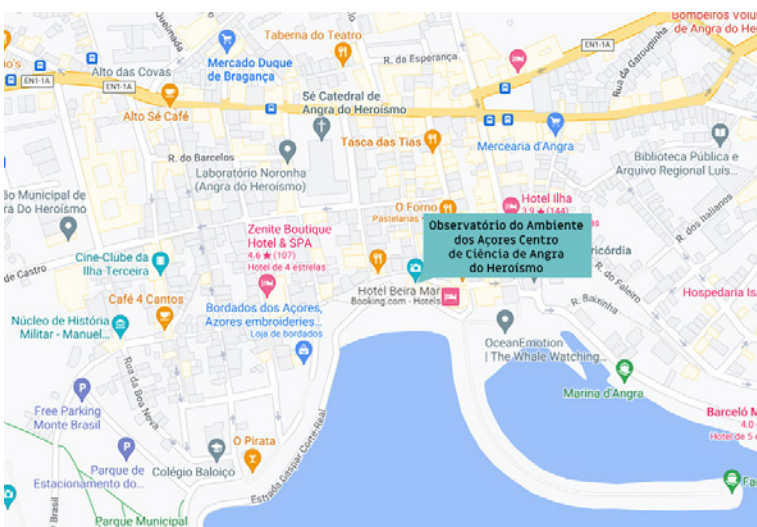 Bombeiros Volu
de Angra do He
Queimada
Taberna do Teatro
R. da Esperança
Rua da Garoupinha
EN1-1A
Mercado Duque
de Bragança
Alto das Covas
EN1-1A
EN1-1A
Alto Sé Café
Sé Catedral de
Angra do Heroísmo
Tasca das Tias
Mercearia d'Angra
R. do Barcelos
Laboratório Noronha
(Angra do Heroísmo)
Biblioteca Pública e
Arquivo Regional Luís...
ão Municipal de
ra Do Heroísmo
O Forno
Pastelarias
Hotel Ilha
3.9 ★ (144)
R. dos Italianos
Zenite Boutique
Hotel & SPA
4.6 ★ (107)
Hotel de 4 estrelas
Observatório do Ambiente
dos Açores Centro
de Ciência de Angra
do Heroísmo
ricórdia
Cine-Clube da
Ilha Terceira
de Castro
R. do Faleiro
Hotel Beira Mar
Booking.com - Hotels
R. Baixinha
Hospedaria Is
Café 4 Cantos
Bordados dos Açores,
Azores embroideries...
Loja de bordados
Núcleo de História
Militar - Manuel...
OceanEmotion
| The Whale Watching...
Rua da Boa Nova
Marina d'Angra
P
Free Parking
Monte Brasil
Barceló M
4.0
Hotel de 5 e
Estrada Gaspar Corte-Real
O Pirata
P
Parque de
Estacionamento do...
Colégio Baloiço
Fa
Brasil
Parque Municipal